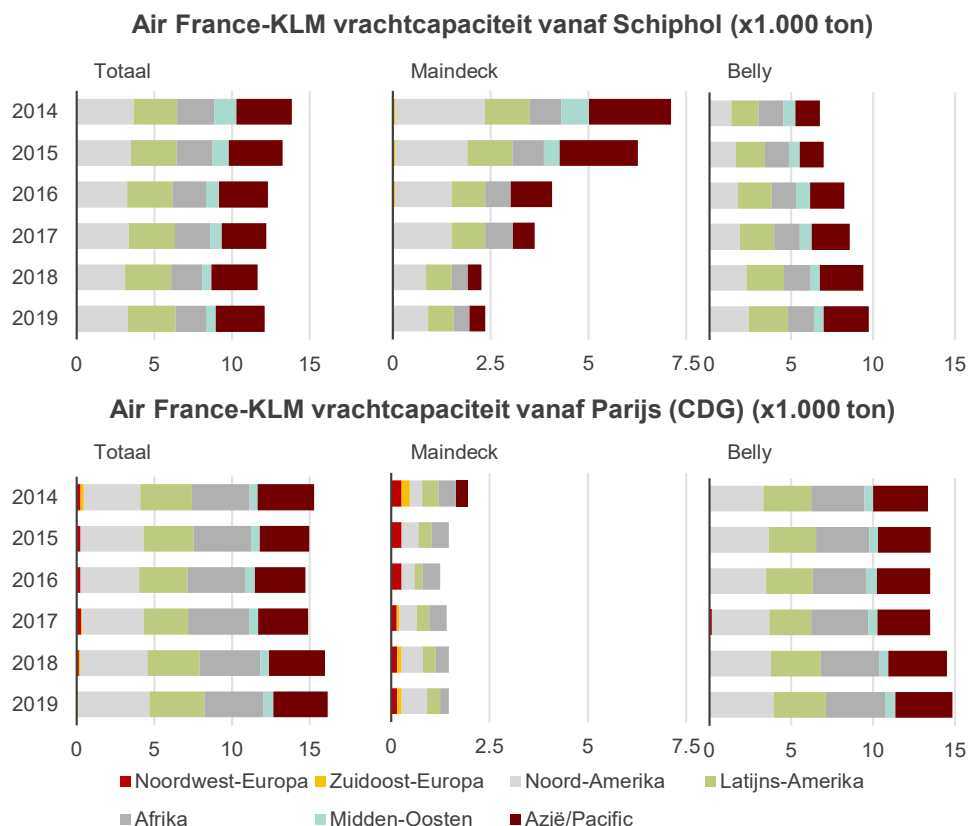 Air France-KLM vrachtcapaciteit vanaf Schiphol (x1.000 ton)
Totaal Maindeck Belly
2014
2015
2016
2017
2018
2019
0 5 10 15 0 2.5 5 7.5 0 5 10 15
Air France-KLM vrachtcapaciteit vanaf Parijs (CDG) (x1.000 ton)
Totaal Maindeck Belly
2014
2015
2016
2017
2018
2019
0 5 10 15 0 2.5 5 7.5 0 5 10 15
Noordwest-Europa Zuidoost-Europa Noord-Amerika Latijns-Amerika
Afrika Midden-Oosten Azië/Pacific